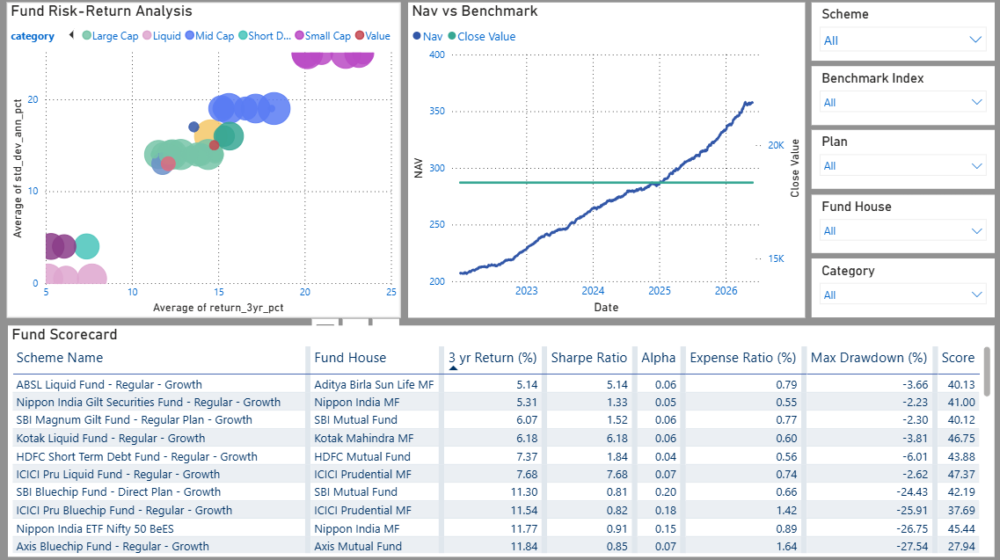 Fund Risk-Return Analysis
category Large Cap Liquid Mid Cap Short D... Small Cap Value
Average of std_dev_ann_pct
20
10
0
5 10 15 20 25
Average of return_3yr_pct
Nav vs Benchmark
Nav Close Value
NAV
400
350
300
250
200
20K
15K
Close Value
2023 2024 2025 2026
Date
Scheme
All
Benchmark Index
All
Plan
All
Fund House
All
Category
All
Fund Scorecard
Scheme Name Fund House 3 yr Return (%) Sharpe Ratio Alpha Expense Ratio (%) Max Drawdown (%) Score
ABSL Liquid Fund - Regular - Growth Aditya Birla Sun Life MF 5.14 5.14 0.06 0.79 -3.66 40.13
Nippon India Gilt Securities Fund - Regular - Growth Nippon India MF 5.31 1.33 0.05 0.55 -2.23 41.00
SBI Magnum Gilt Fund - Regular Plan - Growth SBI Mutual Fund 6.07 1.52 0.06 0.77 -2.30 40.12
Kotak Liquid Fund - Regular - Growth Kotak Mahindra MF 6.18 6.18 0.06 0.60 -3.81 46.75
HDFC Short Term Debt Fund - Regular - Growth HDFC Mutual Fund 7.37 1.84 0.04 0.56 -6.01 43.88
ICICI Pru Liquid Fund - Regular - Growth ICICI Prudential MF 7.68 7.68 0.07 0.74 -2.62 47.37
SBI Bluechip Fund - Direct Plan - Growth SBI Mutual Fund 11.30 0.81 0.20 0.66 -24.43 42.19
ICICI Pru Bluechip Fund - Regular - Growth ICICI Prudential MF 11.54 0.82 0.18 1.42 -25.91 37.69
Nippon India ETF Nifty 50 BeES Nippon India MF 11.77 0.91 0.15 0.89 -26.75 45.44
Axis Bluechip Fund - Regular - Growth Axis Mutual Fund 11.84 0.85 0.07 1.64 -27.54 27.94